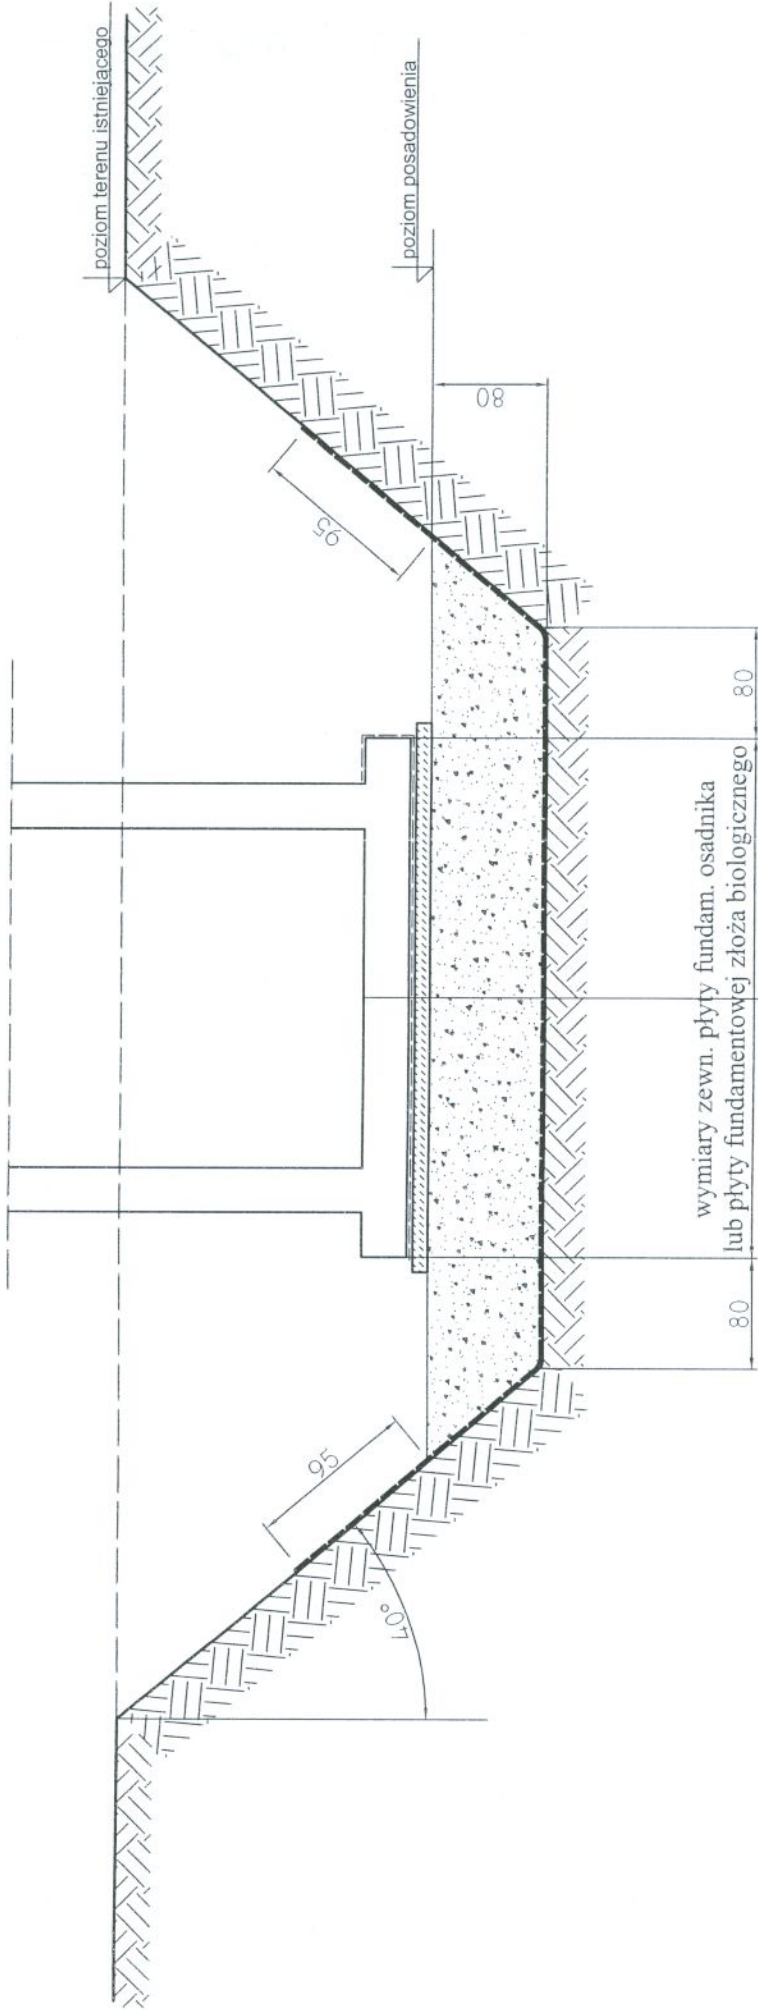 poziom terenu istniejącego
poziom posadowienia
95
95
80
40°
80
wymiary zewn. płyty fundam. osadnika
lub płyty fundamentowej złoża biologicznego
80